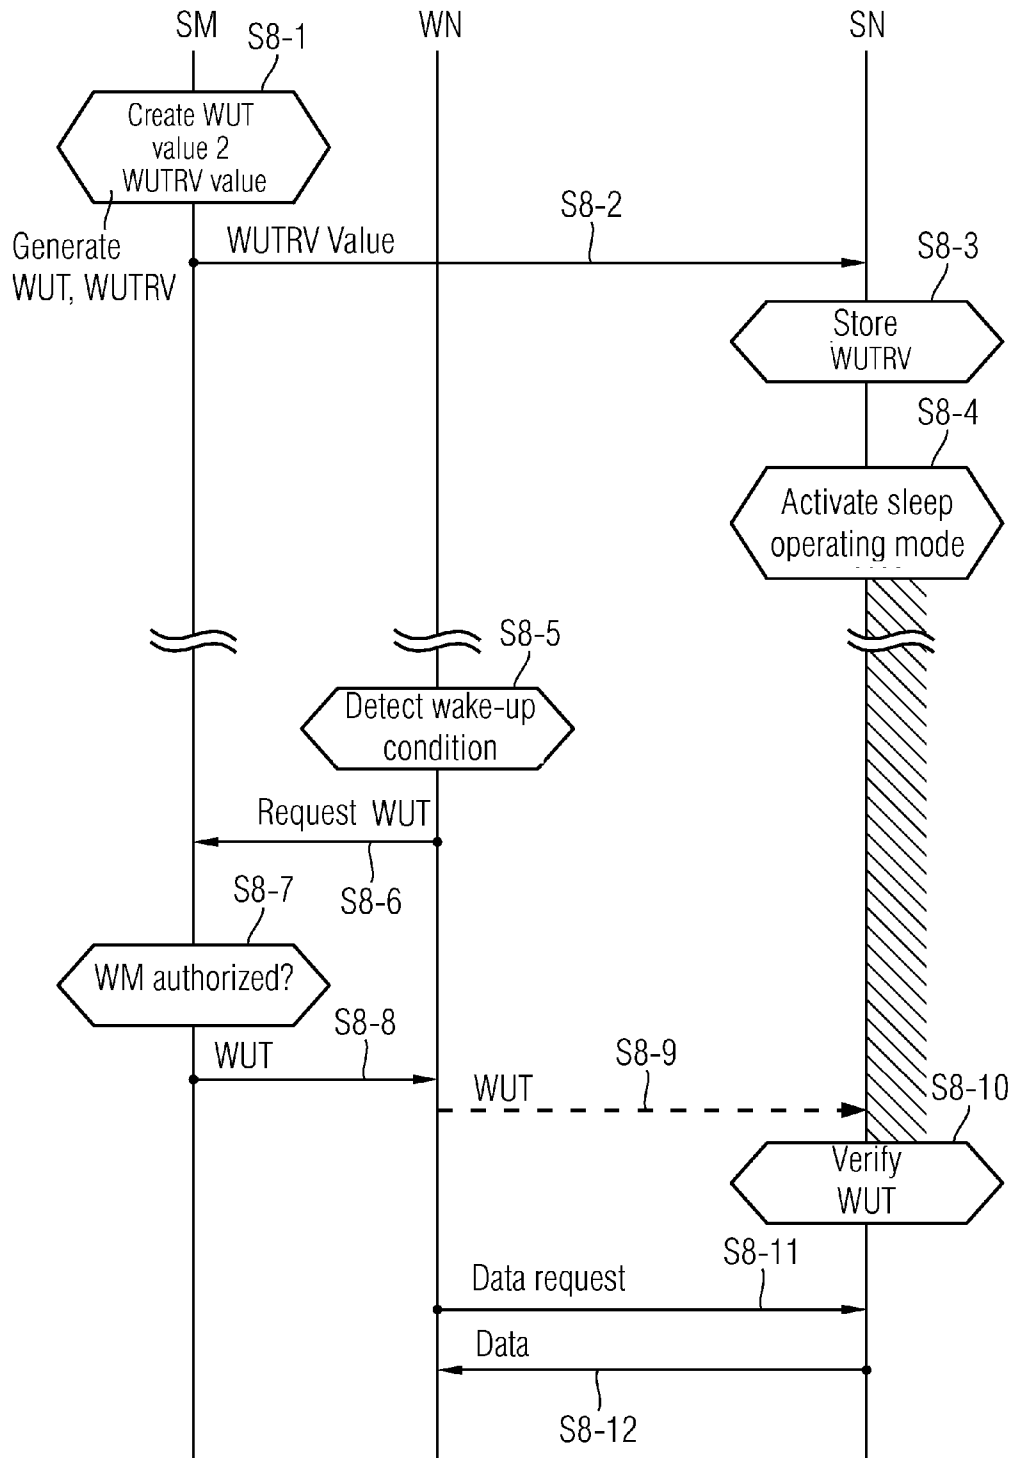 SM
WN
SN
S8-1
Create WUT
value 2
WUTRV value
Generate
WUT, WUTRV
WUTRV Value
S8-2
S8-3
Store
WUTRV
S8-4
Activate sleep
operating mode
S8-5
Detect wake-up
condition
Request WUT
S8-6
S8-7
WM authorized?
S8-8
WUT
S8-9
WUT
S8-10
Verify
WUT
S8-11
Data request
Data
S8-12